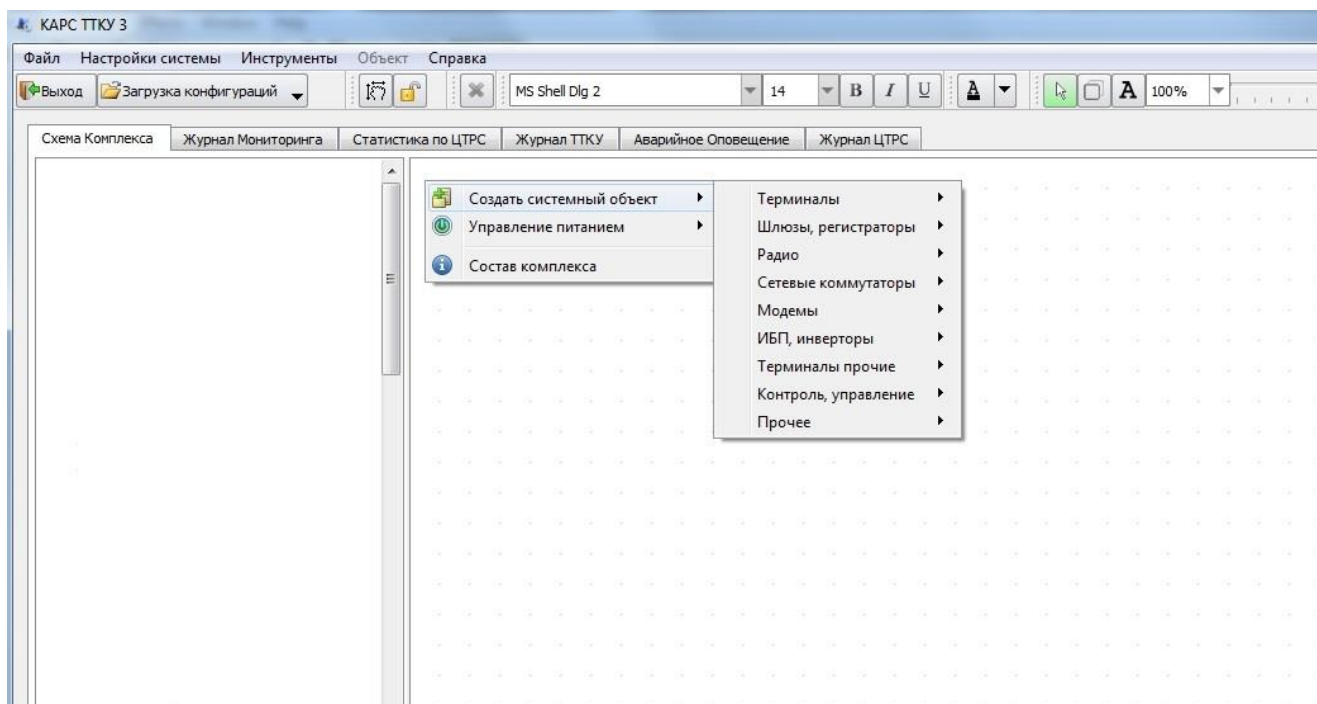 КАРС ТТКУ 3
Файл Настройки системы Инструменты Объект Справка
Выход Загрузка конфигураций MS Shell Dlg 2 14 B I U A A 100%
Схема Комплекса Журнал Мониторинга Статистика по ЦТРС Журнал ТТКУ Аварийное Оповещение Журнал ЦТРС
Создать системный объект
Управление питанием
Состав комплекса
Терминалы
Шлюзы, регистраторы
Радио
Сетевые коммутаторы
Модемы
ИБП, инверторы
Терминалы прочие
Контроль, управление
Прочее